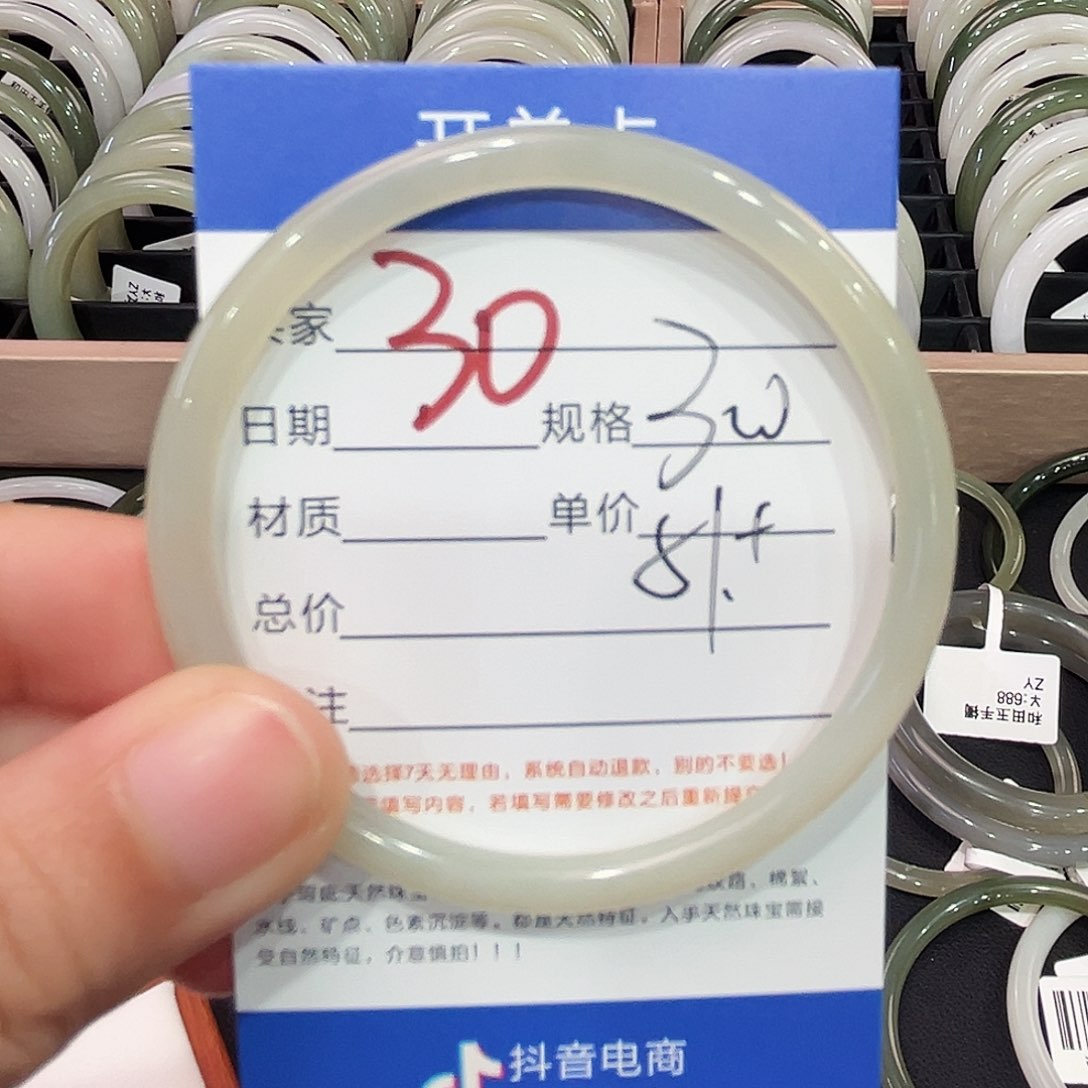 开单卡
家 30
日期 规格 3w
材质 单价 81.f
总价
注
选择7天无理由，系统自动退款，别的不要选！
填写内容，若填写需要修改之后重新提交
天然珠宝
棉絮、
水线、矿点、色素沉淀等。都是天然特征。入手天然珠宝需接
受自然特征，介意慎拍！！！
抖音电商
和田玉手镯
¥:688
ZY